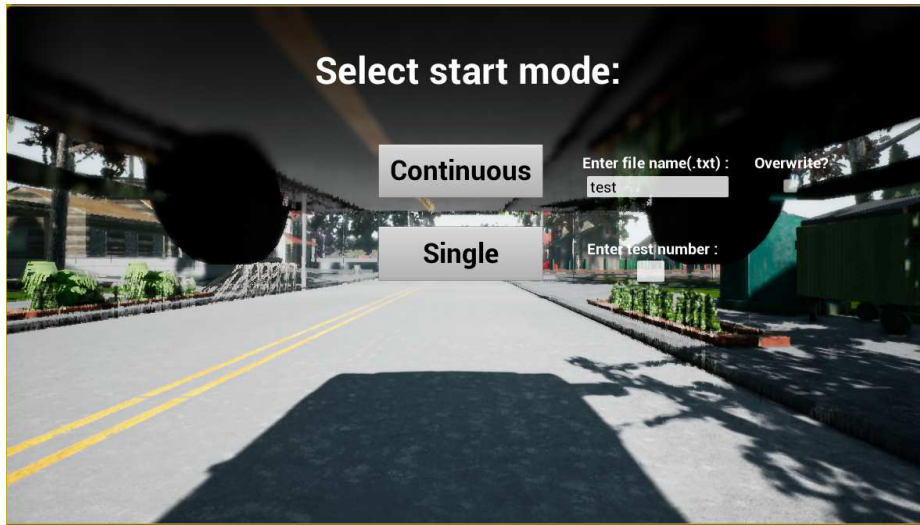 Select start mode:
Continuous
Enter file name(.txt) :
Overwrite?
test
Single
Enter test number :